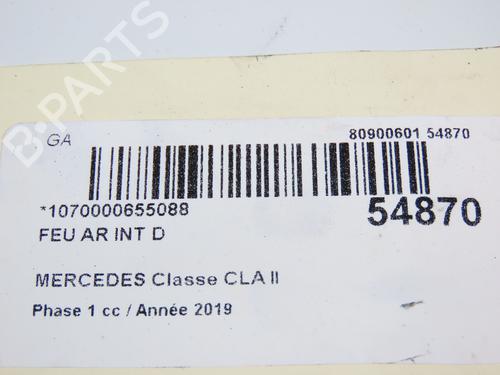 GA
80900601 54870
*1070000655088
54870
FEU AR INT D
MERCEDES Classe CLA II
Phase 1 cc / Année 2019
B-PARTS